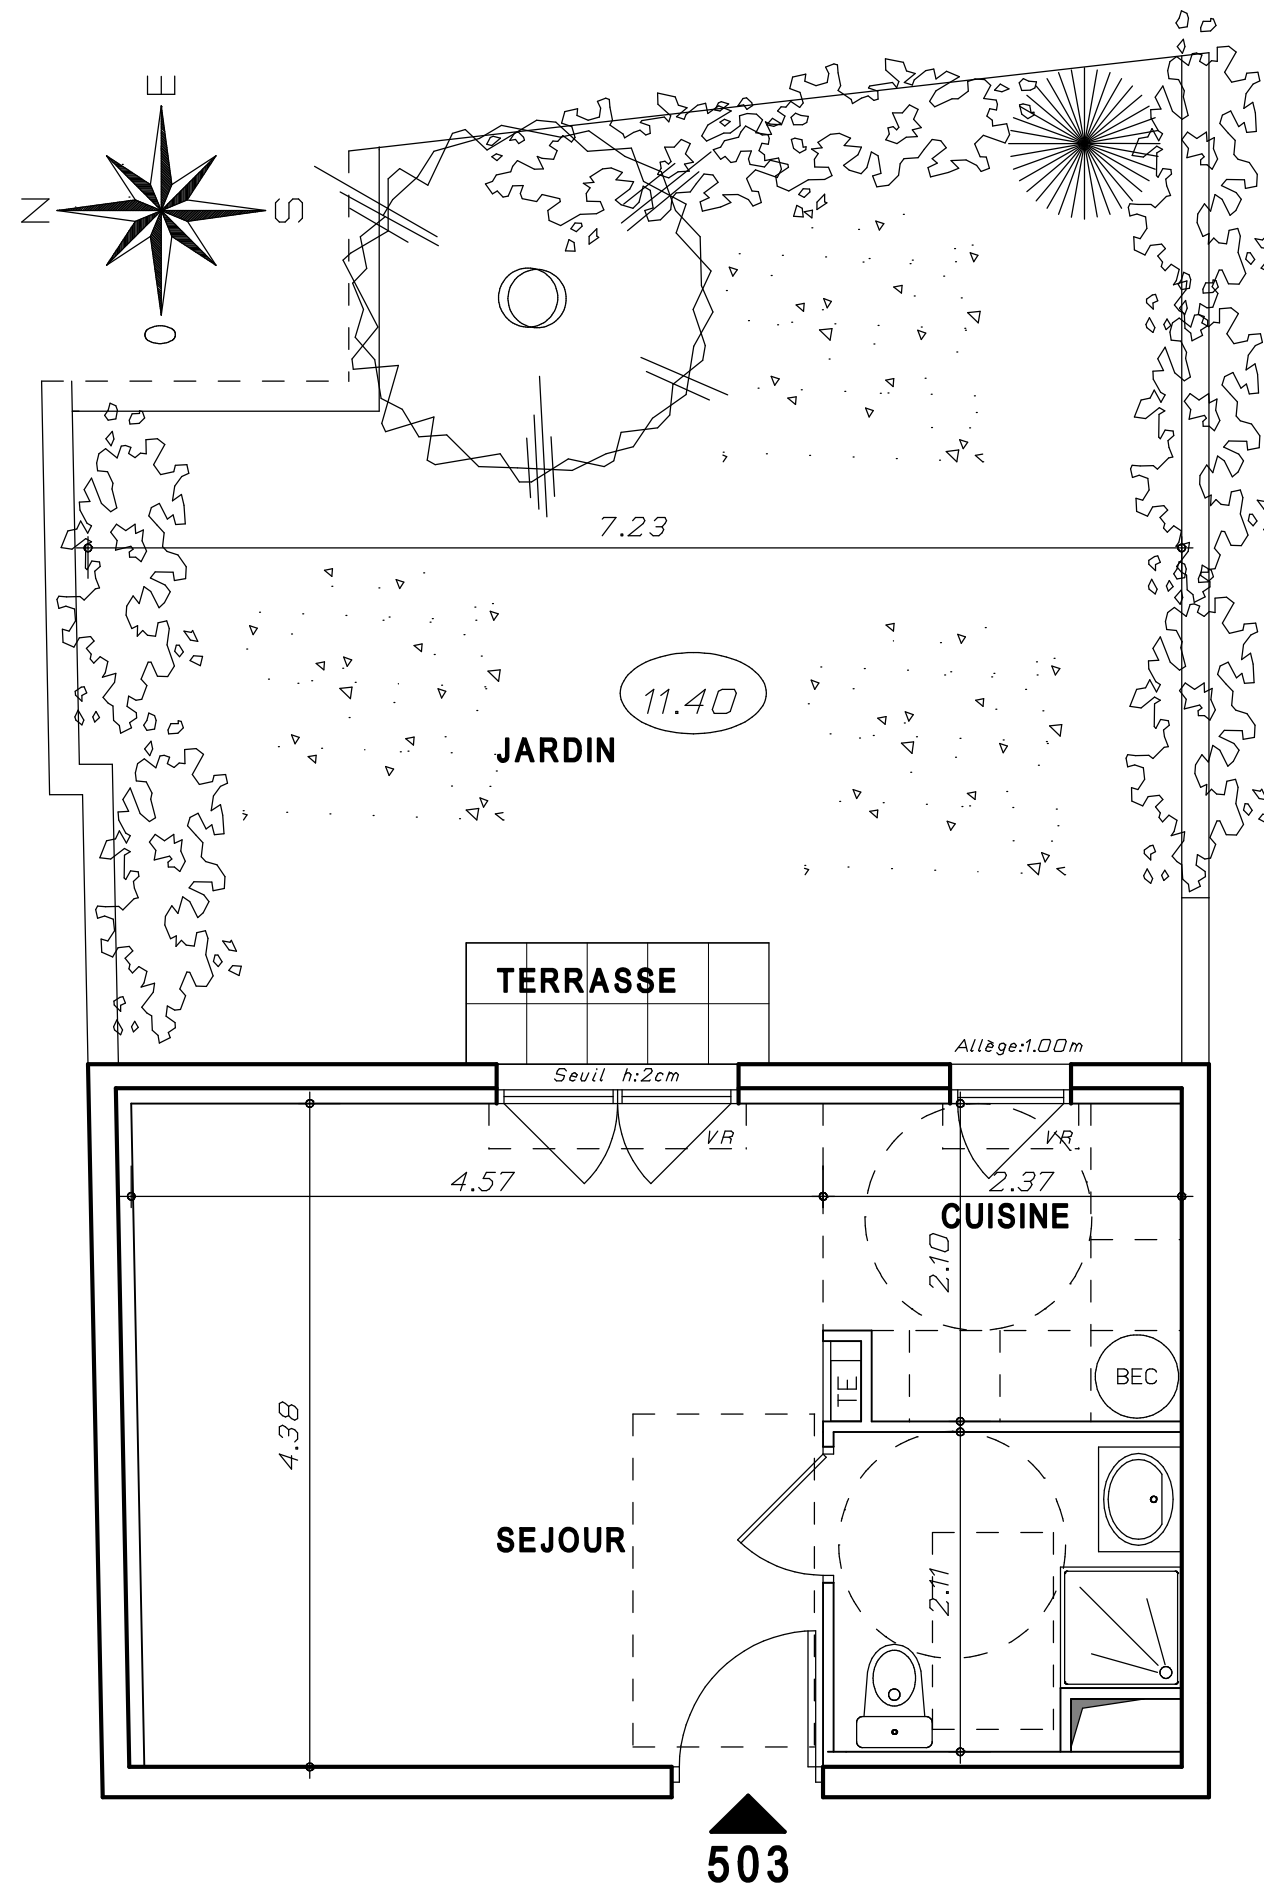 E
N
S
O
7.23
11.40
JARDIN
TERRASSE
Allège:1.00m
Seuil h:2cm
VR
VR
4.57
2.37
CUISINE
2.10
BEC
TE
4.38
SEJOUR
2.11
503